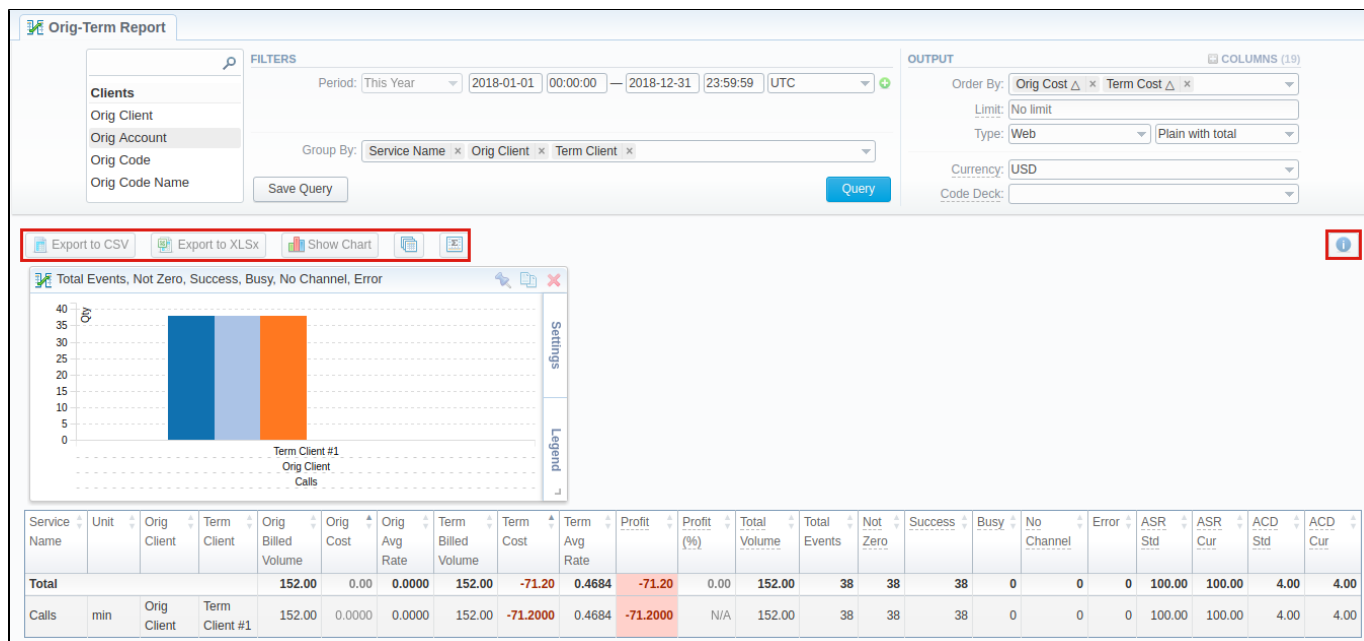 Orig-Term Report
Clients
Orig Client
Orig Account
Orig Code
Orig Code Name
FILTERS
Period: This Year 2018-01-01 00:00:00 — 2018-12-31 23:59:59 UTC
Group By: Service Name × Orig Client × Term Client ×
Save Query Query
OUTPUT COLUMNS (19)
Order By: Orig Cost △ × Term Cost △ ×
Limit: No limit
Type: Web Plain with total
Currency: USD
Code Deck:
Export to CSV Export to XLSx Show Chart Σ i
Total Events, Not Zero, Success, Busy, No Channel, Error
Qty
40
35
30
25
20
15
10
5
0
Term Client #1
Orig Client
Calls
Settings
Legend
Service Name Unit Orig Client Term Client Orig Billed Volume Orig Cost Orig Avg Rate Term Billed Volume Term Cost Term Avg Rate Profit Profit (%) Total Volume Total Events Not Zero Success Busy No Channel Error ASR Std ASR Cur ACD Std ACD Cur
Total 152.00 0.00 0.0000 152.00 -71.20 0.4684 -71.20 0.00 152.00 38 38 38 0 0 0 100.00 100.00 4.00 4.00
Calls min Orig Client Term Client #1 152.00 0.0000 0.0000 152.00 -71.2000 0.4684 -71.2000 N/A 152.00 38 38 38 0 0 0 100.00 100.00 4.00 4.00